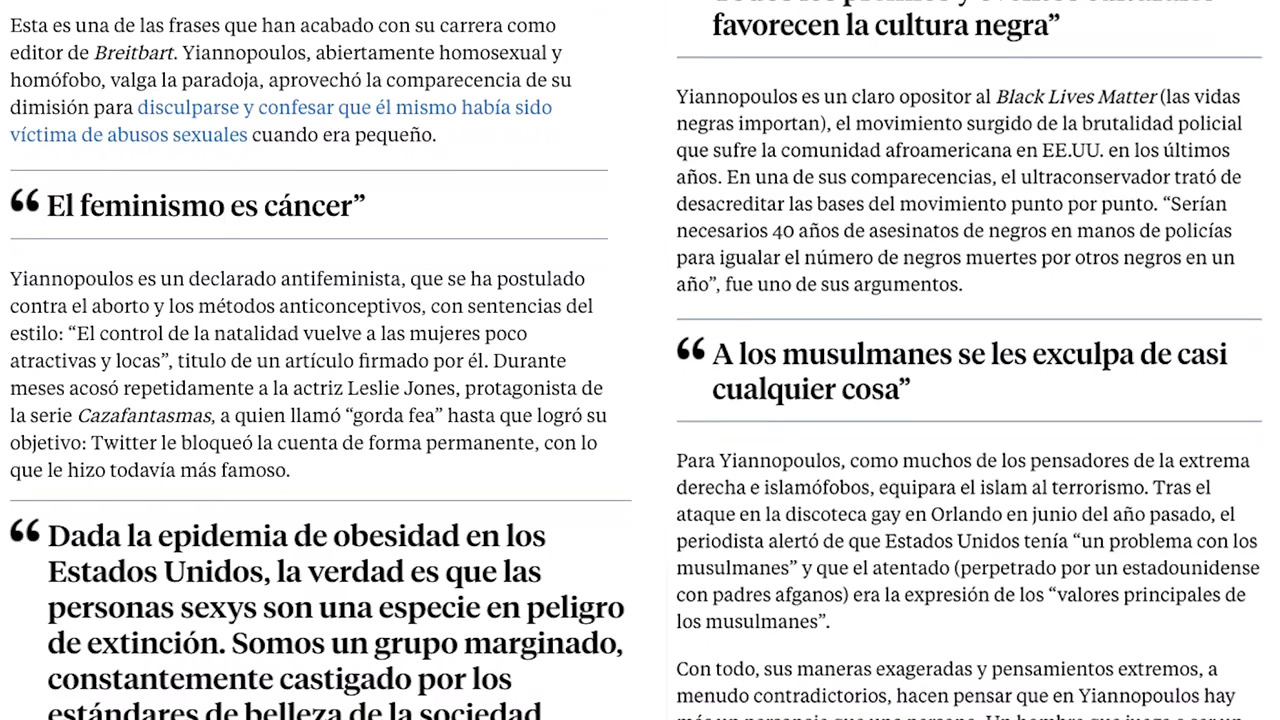 Esta es una de las frases que han acabado con su carrera como
editor de Breitbart. Yiannopoulos, abiertamente homosexual y
homófobo, valga la paradoja, aprovechó la comparecencia de su
dimisión para disculparse y confesar que él mismo había sido
víctima de abusos sexuales cuando era pequeño.
“ El feminismo es cáncer”
Yiannopoulos es un declarado antifeminista, que se ha postulado
contra el aborto y los métodos anticonceptivos, con sentencias del
estilo: “El control de la natalidad vuelve a las mujeres poco
atractivas y locas”, titulo de un artículo firmado por él. Durante
meses acosó repetidamente a la actriz Leslie Jones, protagonista de
la serie Cazafantasmas, a quien llamó “gorda fea” hasta que logró su
objetivo: Twitter le bloqueó la cuenta de forma permanente, con lo
que le hizo todavía más famoso.
“ Dada la epidemia de obesidad en los
Estados Unidos, la verdad es que las
personas sexys son una especie en peligro
de extinción. Somos un grupo marginado,
constantemente castigado por los
estándares de belleza de la sociedad
favorecen la cultura negra”
Yiannopoulos es un claro opositor al Black Lives Matter (las vidas
negras importan), el movimiento surgido de la brutalidad policial
que sufre la comunidad afroamericana en EE.UU. en los últimos
años. En una de sus comparecencias, el ultraconservador trató de
desacreditar las bases del movimiento punto por punto. “Serían
necesarios 40 años de asesinatos de negros en manos de policías
para igualar el número de negros muertes por otros negros en un
año”, fue uno de sus argumentos.
“ A los musulmanes se les exculpa de casi
cualquier cosa”
Para Yiannopoulos, como muchos de los pensadores de la extrema
derecha e islamófobos, equipara el islam al terrorismo. Tras el
ataque en la discoteca gay en Orlando en junio del año pasado, el
periodista alertó de que Estados Unidos tenía “un problema con los
musulmanes” y que el atentado (perpetrado por un estadounidense
con padres afganos) era la expresión de los “valores principales de
los musulmanes”.
Con todo, sus maneras exageradas y pensamientos extremos, a
menudo contradictorios, hacen pensar que en Yiannopoulos hay